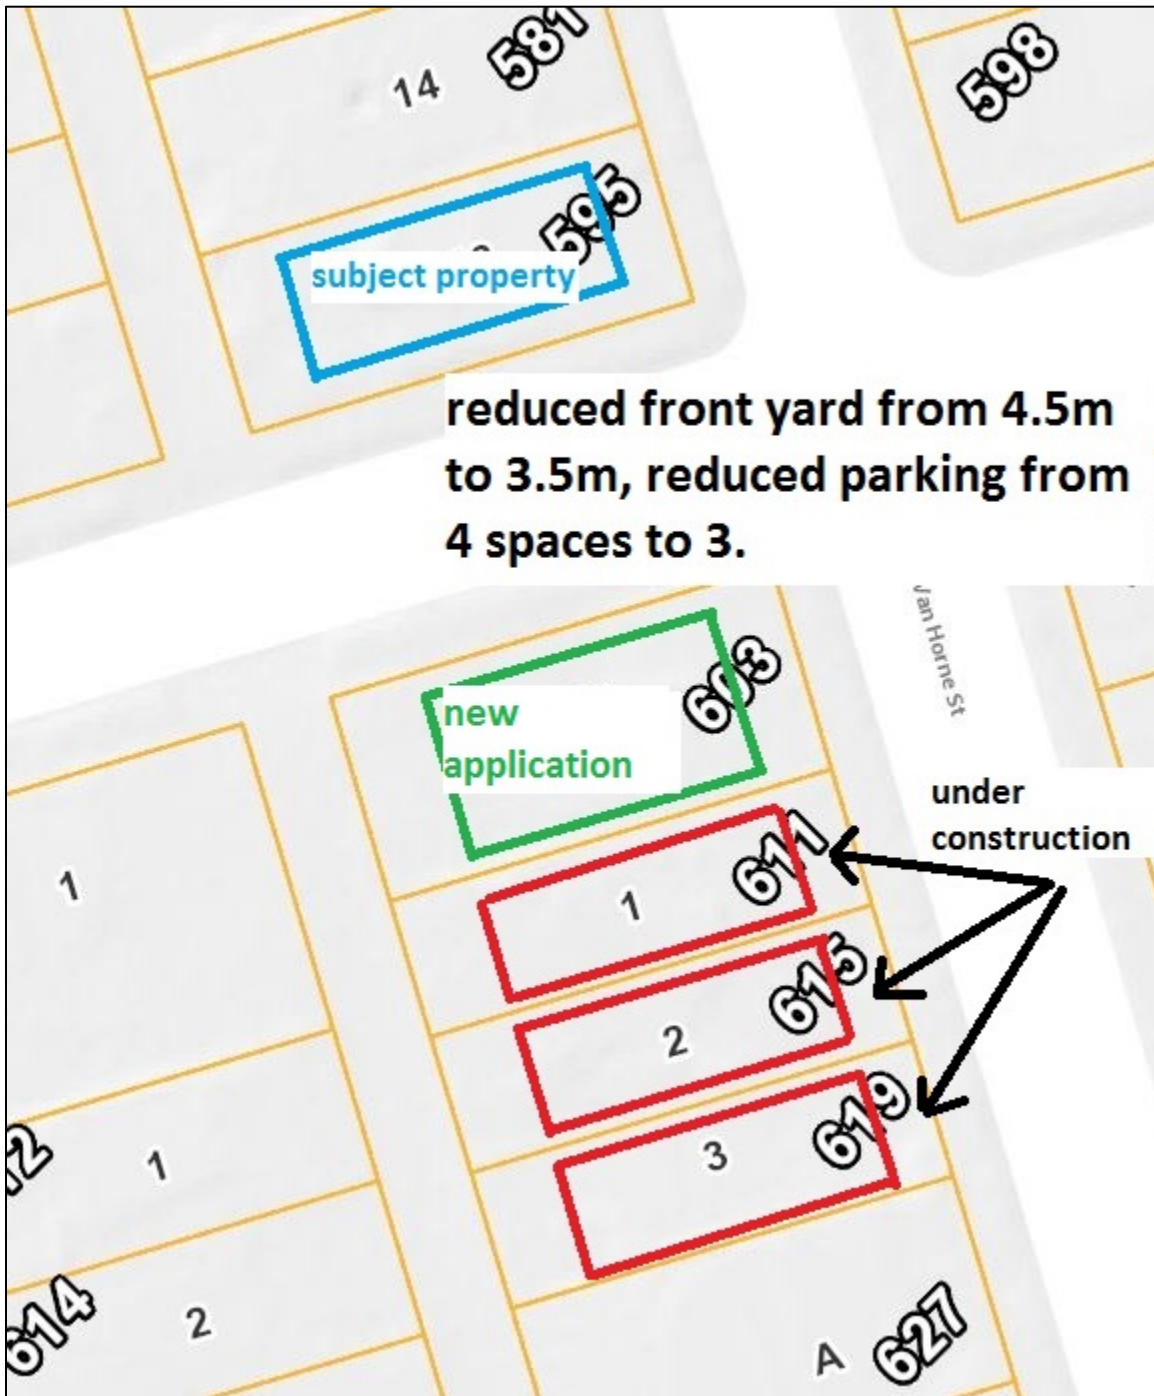 581
14
598
595
subject property
reduced front yard from 4.5m
to 3.5m, reduced parking from
4 spaces to 3.
Van Horne St
603
new
application
under
construction
611
1
1
615
2
619
3
12
1
614
2
627
A